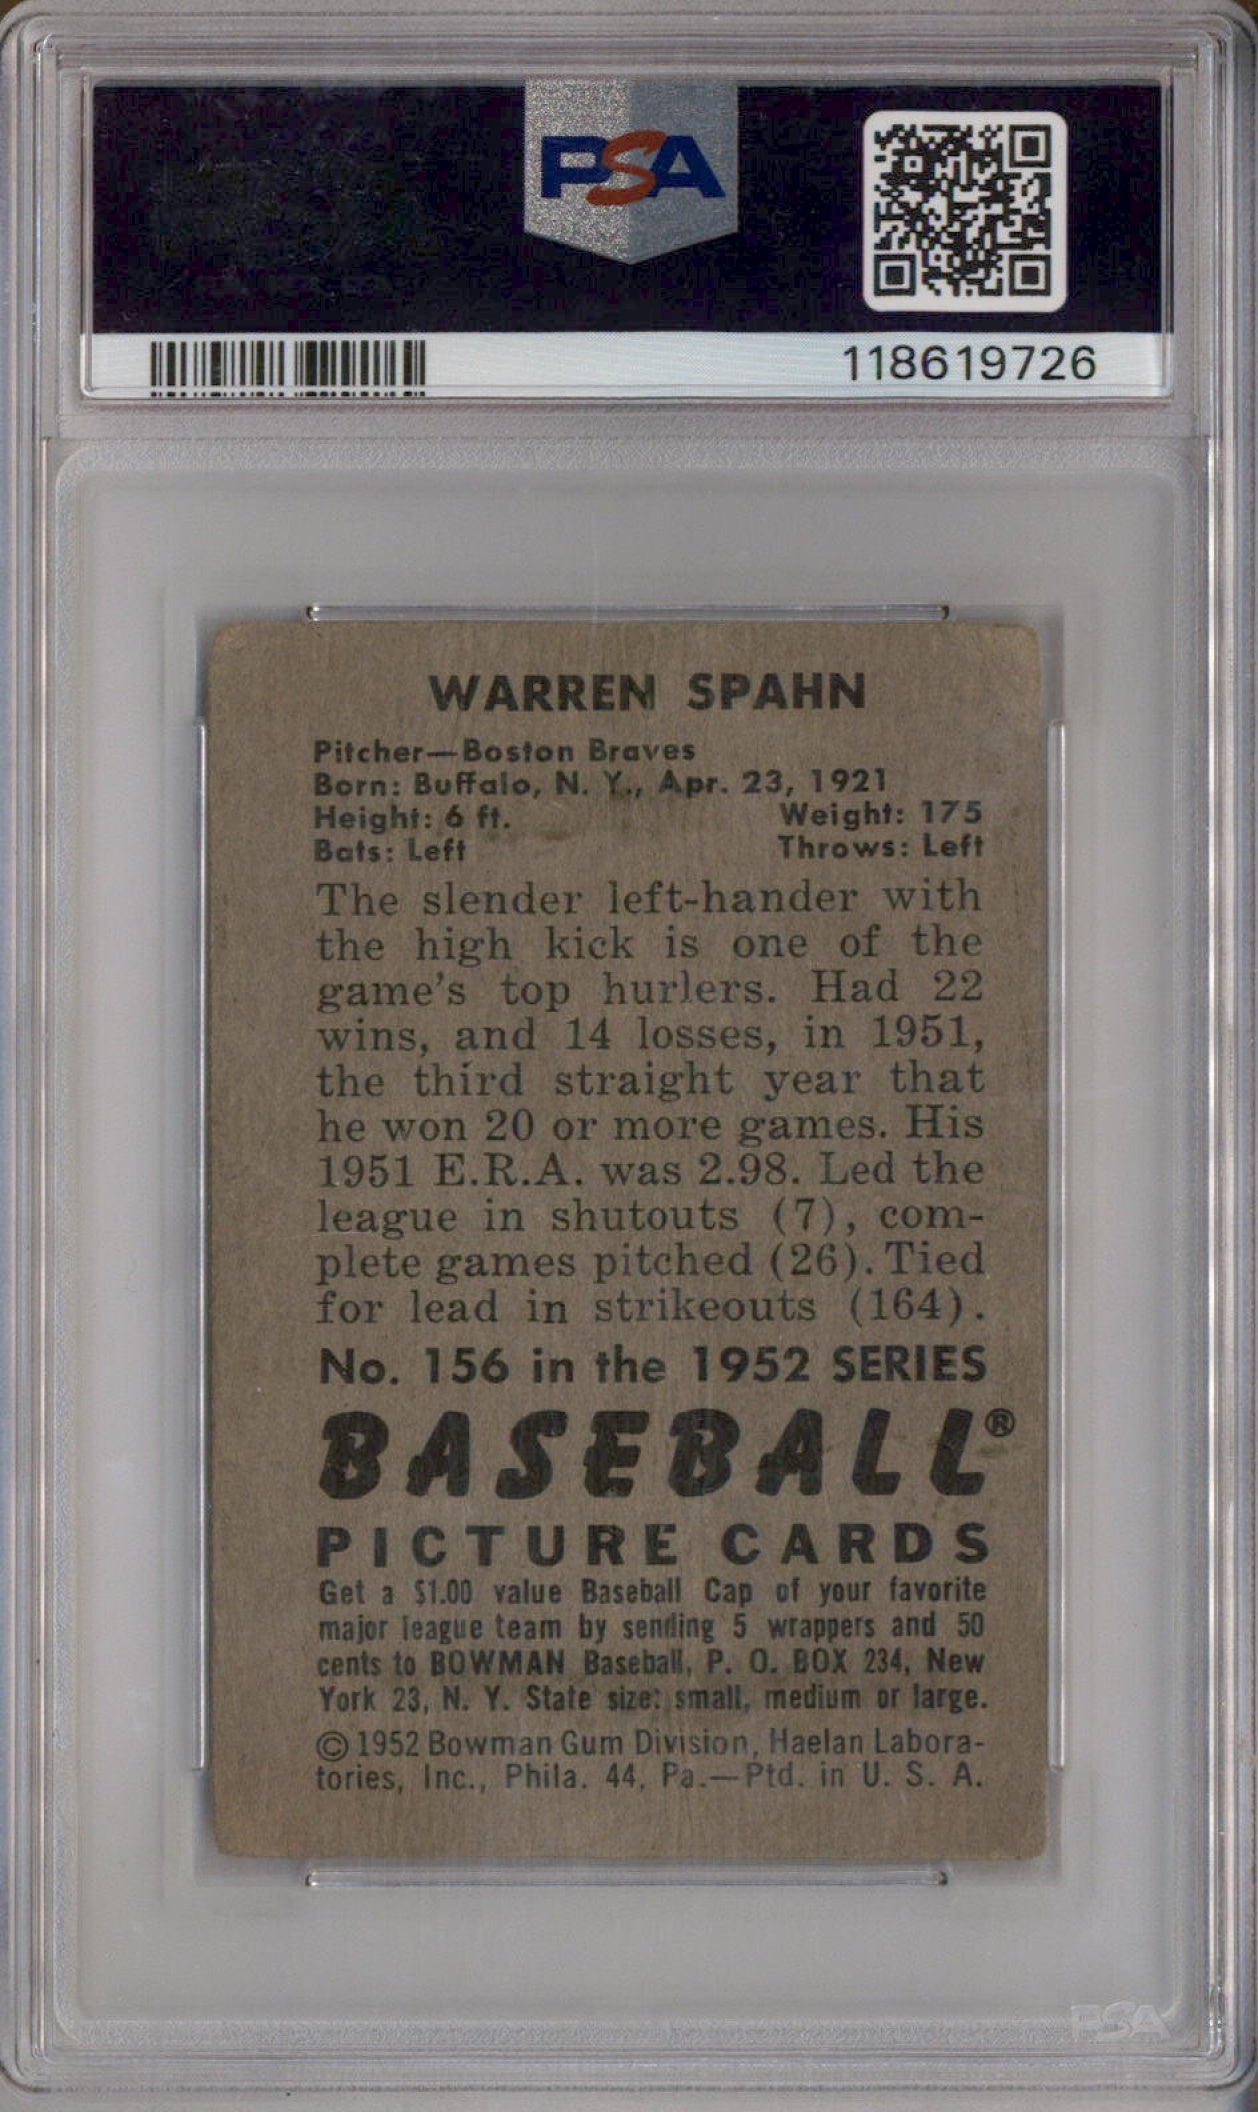 PSA
118619726
WARREN SPAHN
Pitcher—Boston Braves
Born: Buffalo, N. Y., Apr. 23, 1921
Height: 6 ft. Weight: 175
Bats: Left Throws: Left
The slender left-hander with
the high kick is one of the
game's top hurlers. Had 22
wins, and 14 losses, in 1951,
the third straight year that
he won 20 or more games. His
1951 E.R.A. was 2.98. Led the
league in shutouts (7), com-
plete games pitched (26). Tied
for lead in strikeouts (164).
No. 156 in the 1952 SERIES
BASEBALL®
PICTURE CARDS
Get a $1.00 value Baseball Cap of your favorite
major league team by sending 5 wrappers and 50
cents to BOWMAN Baseball, P. O. BOX 234, New
York 23, N. Y. State size: small, medium or large.
© 1952 Bowman Gum Division, Haelan Labora-
tories, Inc., Phila. 44, Pa.—Ptd. in U. S. A.
PSA